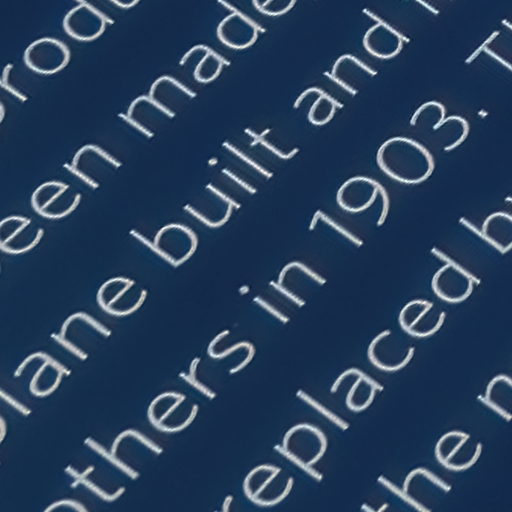 produ
een made
plane built and
others in 1903. T
replaced b
the n